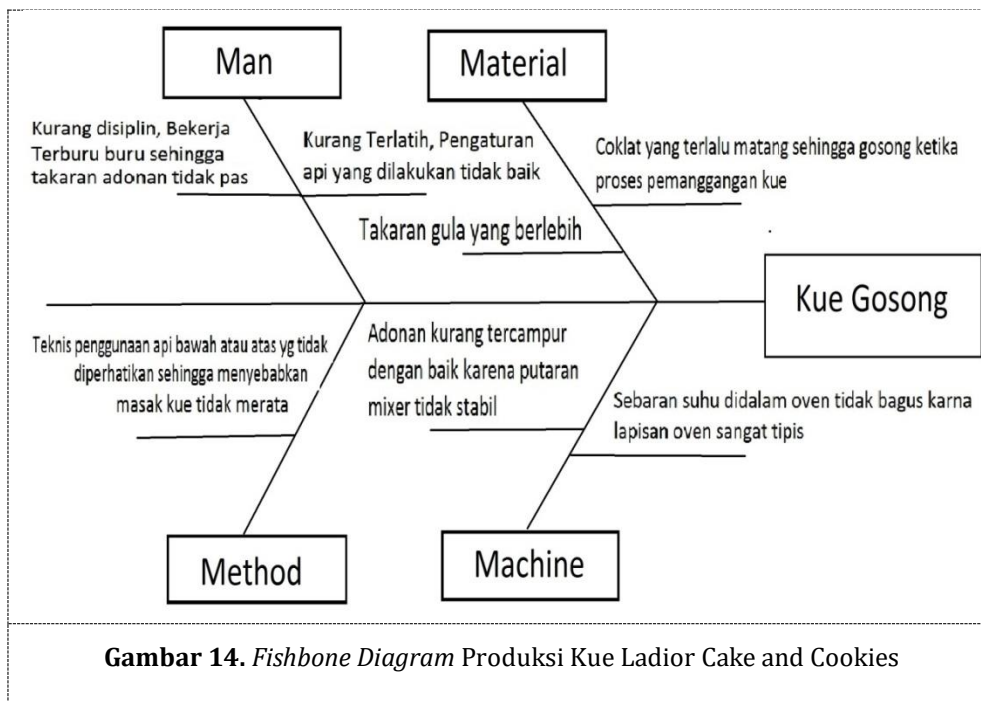 Man
Material
Kurang disiplin, Bekerja
Terburu buru sehingga
takaran adonan tidak pas
Kurang Terlatih, Pengaturan
api yang dilakukan tidak baik
Coklat yang terlalu matang sehingga gosong ketika
proses pemanggangan kue
Takaran gula yang berlebih
Kue Gosong
Teknis penggunaan api bawah atau atas yg tidak
diperhatikan sehingga menyebabkan
masak kue tidak merata
Adonan kurang tercampur
dengan baik karena putaran
mixer tidak stabil
Sebaran suhu didalam oven tidak bagus karna
lapisan oven sangat tipis
Method
Machine
Gambar 14. Fishbone Diagram Produksi Kue Ladior Cake and Cookies